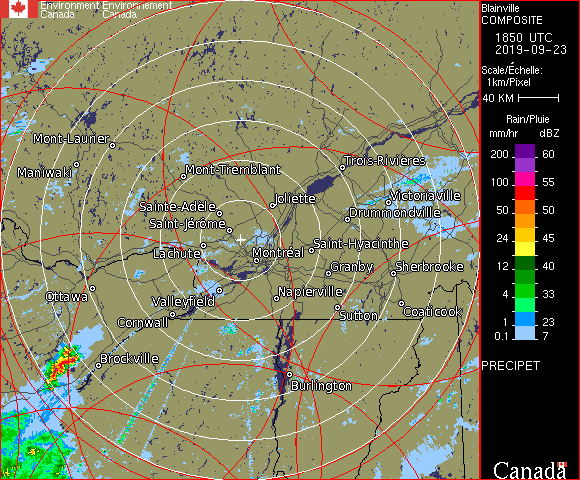 Environment Environnement
Canada Canada
Blainville
COMPOSITE
1850 UTC
2019-09-23
Scale/Échelle:
1km/Pixel
40 KM
Rain/Pluie
mm/hr dBZ
200 60
100 57
100 55
50 50
24 45
12 40
4 33
1 23
0.1 7
PRECIPET
Canada
Mont-Laurier
Maniwaki
Mont-Tremblant
Trois-Rivières
Joliette
Victoriaville
Sainte-Adèle
Drummondville
Saint-Jérôme
Saint-Hyacinthe
Lachute
Montréal
Granby
Sherbrooke
Ottawa
Valleyfield
Napierville
Cornwall
Sutton
Coaticook
Brockville
Burlington